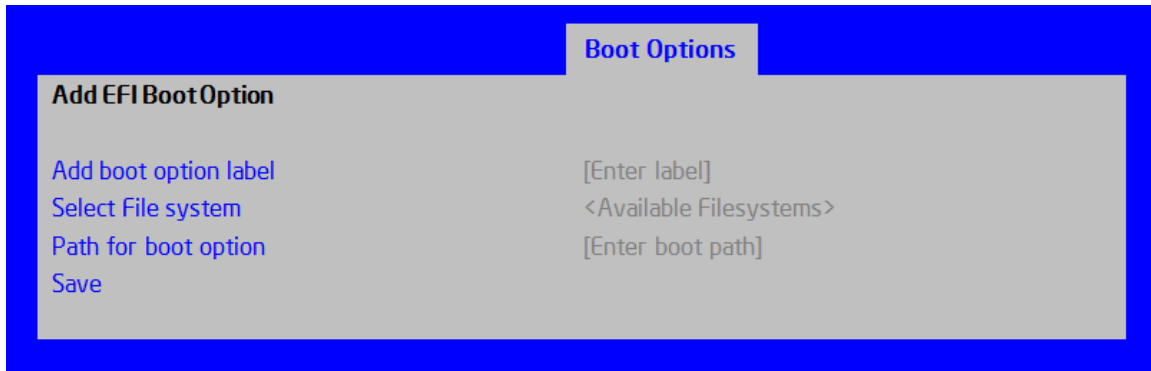 Boot Options
Add EFI Boot Option
Add boot option label [Enter label]
Select File system <Available Filesystems>
Path for boot option [Enter boot path]
Save